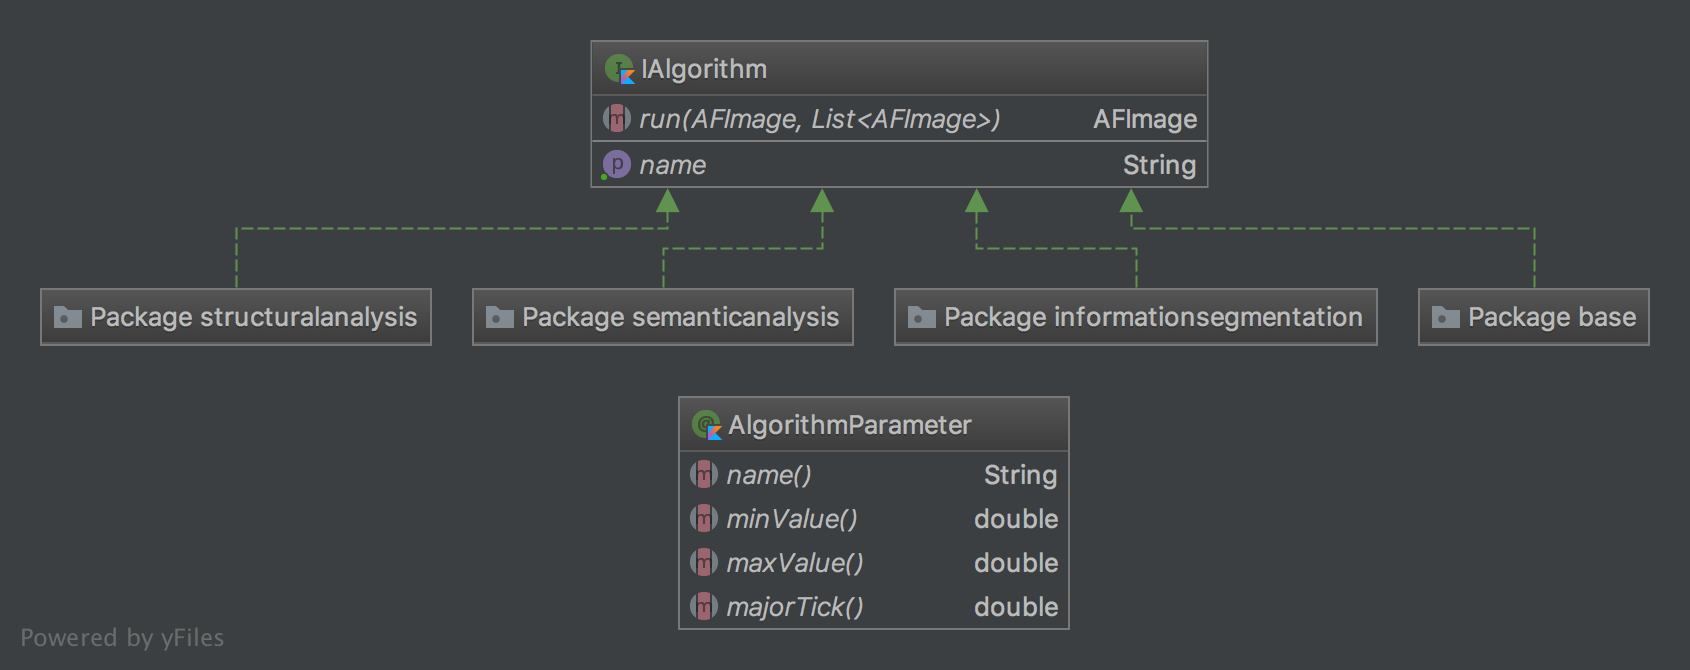 IAlgorithm
run(AFImage, List<AFImage>) AFImage
p name String
Package structuralanalysis Package semanticanalysis Package informationsegmentation Package base
@ AlgorithmParameter
m name() String
m minValue() double
m maxValue() double
m majorTick() double
Powered by yFiles